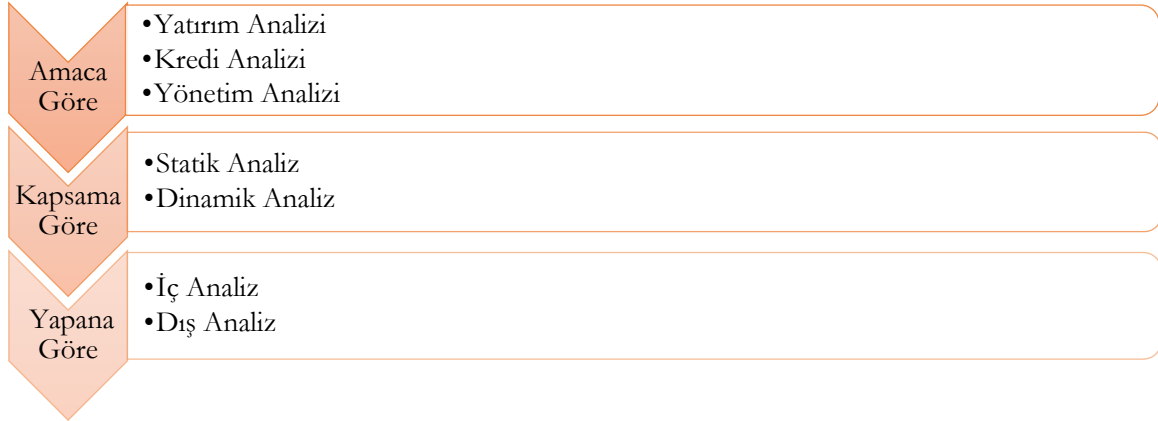 Amaca
Göre
•Yatırım Analizi
•Kredi Analizi
•Yönetim Analizi
Kapsama
Göre
•Statik Analiz
•Dinamik Analiz
Yapana
Göre
•İç Analiz
•Dış Analiz